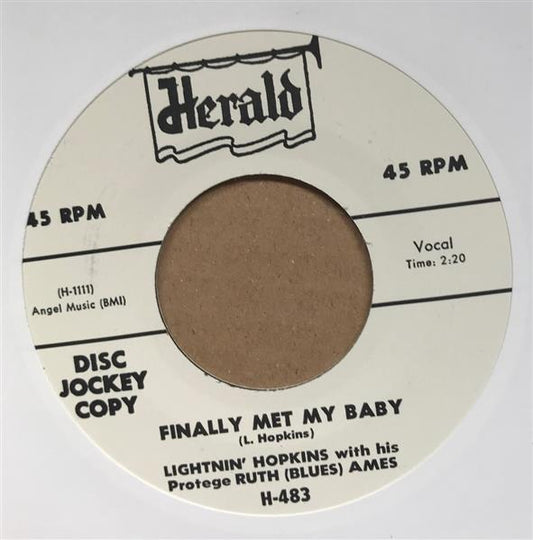 Herald
45 RPM
45 RPM
Vocal
Time: 2:20
(H-1111)
Angel Music (BMI)
DISC
JOCKEY
COPY
FINALLY MET MY BABY
(L. Hopkins)
LIGHTNIN' HOPKINS with his
Protege RUTH (BLUES) AMES
H-483